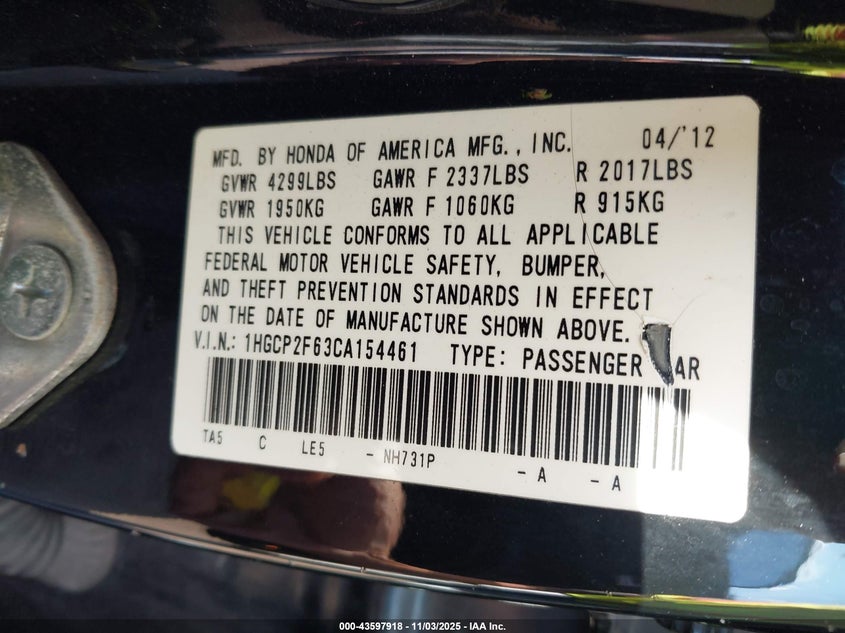 MFD. BY HONDA OF AMERICA MFG., INC. 04/'12
GVWR 4299LBS GAWR F 2337LBS R 2017LBS
GVWR 1950KG GAWR F 1060KG R 915KG
THIS VEHICLE CONFORMS TO ALL APPLICABLE
FEDERAL MOTOR VEHICLE SAFETY, BUMPER,
AND THEFT PREVENTION STANDARDS IN EFFECT
ON THE DATE OF MANUFACTURE SHOWN ABOVE.
V.I.N.: 1HGCP2F63CA154461 TYPE: PASSENGER AR
TA5 C LE5 - NH731P - A - A
000-43597918 - 11/03/2025 - IAA Inc.